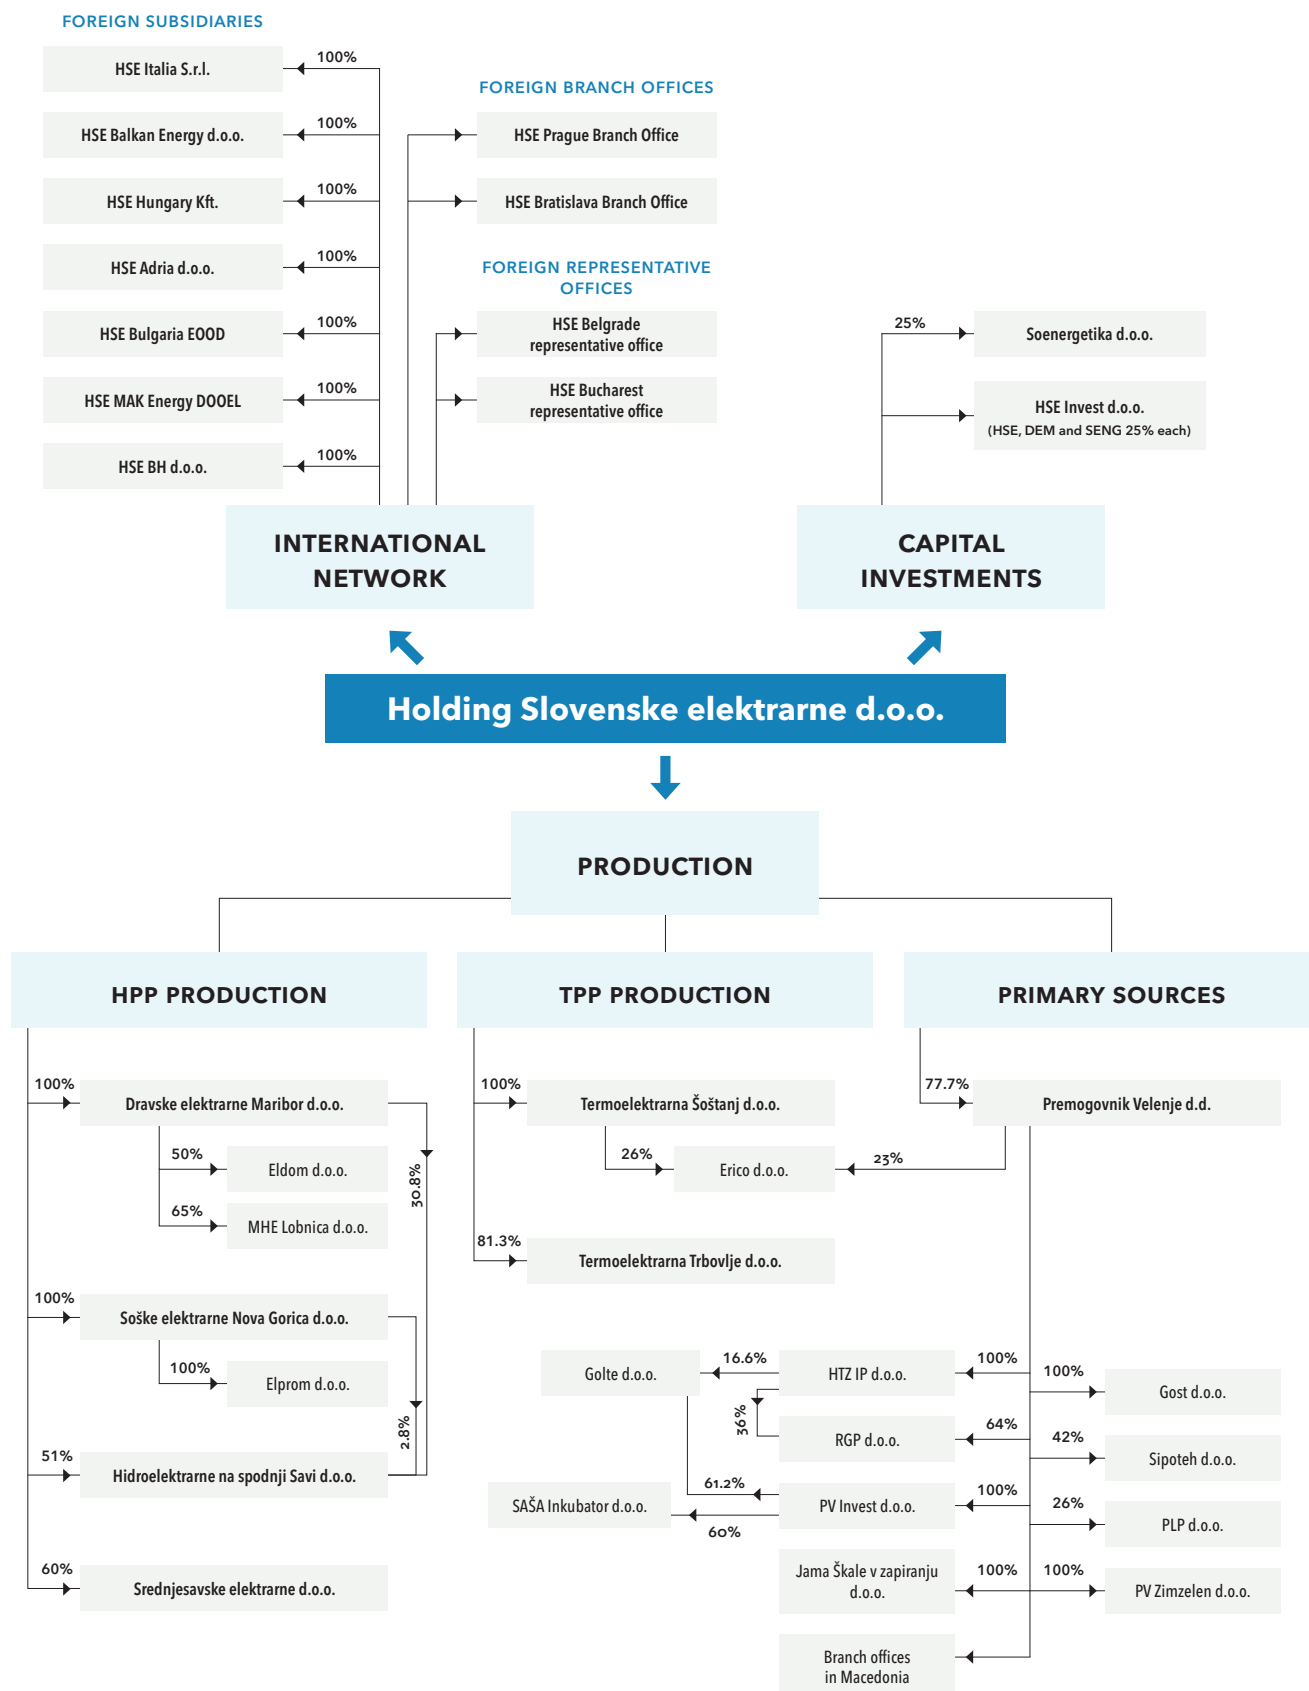 FOREIGN SUBSIDIARIES
HSE Italia S.r.l.
100%
HSE Balkan Energy d.o.o.
100%
HSE Hungary Kft.
100%
HSE Adria d.o.o.
100%
HSE Bulgaria EOOD
100%
HSE MAK Energy DOOEL
100%
HSE BH d.o.o.
100%
FOREIGN BRANCH OFFICES
HSE Prague Branch Office
HSE Bratislava Branch Office
FOREIGN REPRESENTATIVE
OFFICES
HSE Belgrade
representative office
HSE Bucharest
representative office
25%
Soenergetika d.o.o.
HSE Invest d.o.o.
(HSE, DEM and SENG 25% each)
INTERNATIONAL
NETWORK
CAPITAL
INVESTMENTS
Holding Slovenske elektrarne d.o.o.
PRODUCTION
HPP PRODUCTION
100%
Dravske elektrarne Maribor d.o.o.
50%
Eldom d.o.o.
65%
MHE Lobnica d.o.o.
30.8%
100%
Soške elektrarne Nova Gorica d.o.o.
100%
Elprom d.o.o.
2.8%
51%
Hidroelektrarne na spodnji Savi d.o.o.
60%
Srednjesavske elektrarne d.o.o.
TPP PRODUCTION
100%
Termoelektrarna Šoštanj d.o.o.
26%
Erico d.o.o.
23%
81.3%
Termoelektrarna Trbovlje d.o.o.
PRIMARY SOURCES
77.7%
Premogovnik Velenje d.d.
Golte d.o.o.
16.6%
HTZ IP d.o.o.
100%
36%
RGP d.o.o.
64%
61.2%
SAŠA Inkubator d.o.o.
60%
PV Invest d.o.o.
100%
Jama Škale v zapiranju
d.o.o.
100%
Branch offices
in Macedonia
100%
Gost d.o.o.
42%
Sipoteh d.o.o.
26%
PLP d.o.o.
100%
PV Zimzelen d.o.o.